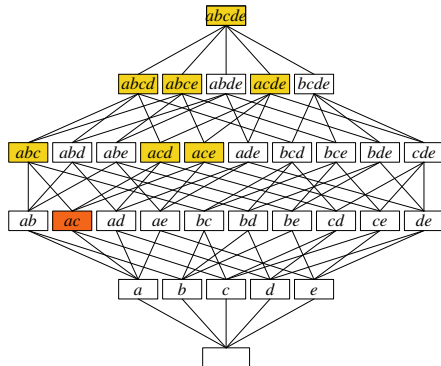 abcde
abcd abce abde acde bcde
abc abd abe acd ace ade bcd bce bde cde
ab ac ad ae bc bd be cd ce de
a b c d e